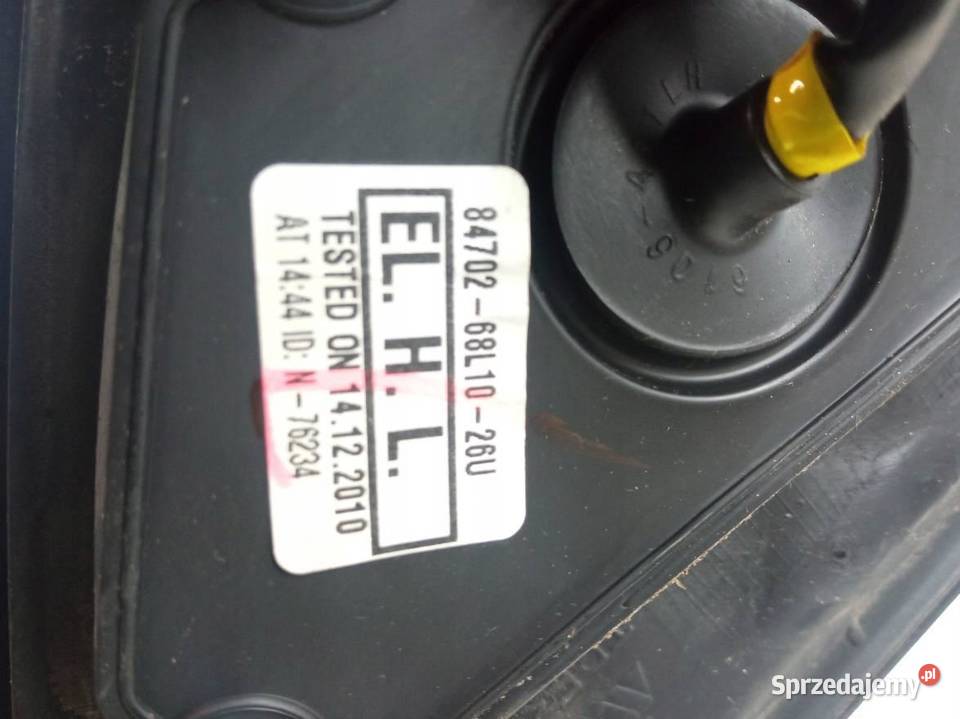 84702-68L10-26U
EL. H. L.
TESTED ON 14.12.2010
AT 14:44 ID: N-76234
Sprzedajemy.pl